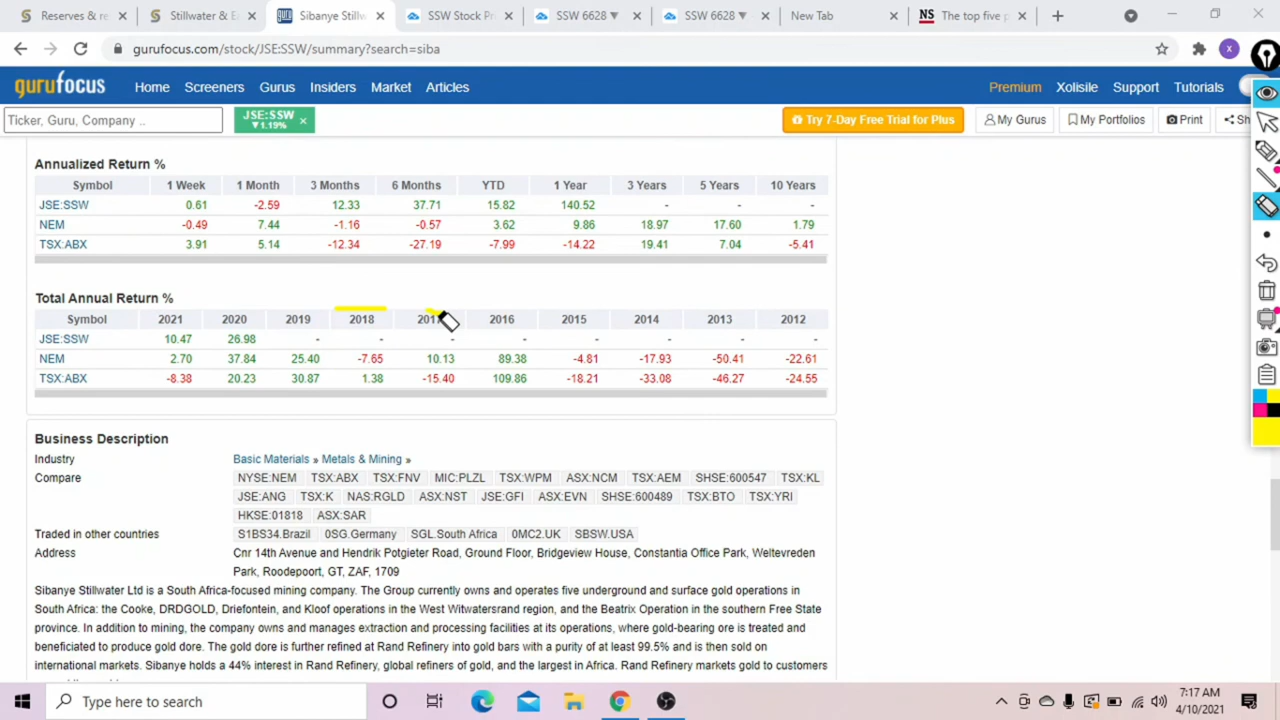 Reserves & re
Stillwater & E
Sibanye Stillw
SSW Stock Pr
SSW 6628 ▼
SSW 6628 ▼
New Tab
NS The top five p
gurufocus.com/stock/JSE:SSW/summary?search=siba
X
gurufocus Home Screeners Gurus Insiders Market Articles Premium Xolisile Support Tutorials
Ticker, Guru, Company ..
JSE:SSW
▼1.19%
Try 7-Day Free Trial for Plus
My Gurus
My Portfolios
Print
Sh
Annualized Return %
Symbol 1 Week 1 Month 3 Months 6 Months YTD 1 Year 3 Years 5 Years 10 Years
JSE:SSW 0.61 -2.59 12.33 37.71 15.82 140.52 - - -
NEM -0.49 7.44 -1.16 -0.57 3.62 9.86 18.97 17.60 1.79
TSX:ABX 3.91 5.14 -12.34 -27.19 -7.99 -14.22 19.41 7.04 -5.41
Total Annual Return %
Symbol 2021 2020 2019 2018 2017 2016 2015 2014 2013 2012
JSE:SSW 10.47 26.98 - - - - - - - -
NEM 2.70 37.84 25.40 -7.65 10.13 89.38 -4.81 -17.93 -50.41 -22.61
TSX:ABX -8.38 20.23 30.87 1.38 -15.40 109.86 -18.21 -33.08 -46.27 -24.55
Business Description
Industry Basic Materials » Metals & Mining »
Compare NYSE:NEM TSX:ABX TSX:FNV MIC:PLZL TSX:WPM ASX:NCM TSX:AEM SHSE:600547 TSX:KL
JSE:ANG TSX:K NAS:RGLD ASX:NST JSE:GFI ASX:EVN SHSE:600489 TSX:BTO TSX:YRI
HKSE:01818 ASX:SAR
Traded in other countries S1BS34.Brazil 0SG.Germany SGL.South Africa 0MC2.UK SBSW.USA
Address Cnr 14th Avenue and Hendrik Potgieter Road, Ground Floor, Bridgeview House, Constantia Office Park, Weltevreden
Park, Roodepoort, GT, ZAF, 1709
Sibanye Stillwater Ltd is a South Africa-focused mining company. The Group currently owns and operates five underground and surface gold operations in
South Africa: the Cooke, DRDGOLD, Driefontein, and Kloof operations in the West Witwatersrand region, and the Beatrix Operation in the southern Free State
province. In addition to mining, the company owns and manages extraction and processing facilities at its operations, where gold-bearing ore is treated and
beneficiated to produce gold dore. The gold dore is further refined at Rand Refinery into gold bars with a purity of at least 99.5% and is then sold on
international markets. Sibanye holds a 44% interest in Rand Refinery, global refiners of gold, and the largest in Africa. Rand Refinery markets gold to customers
Type here to search
7:17 AM
4/10/2021